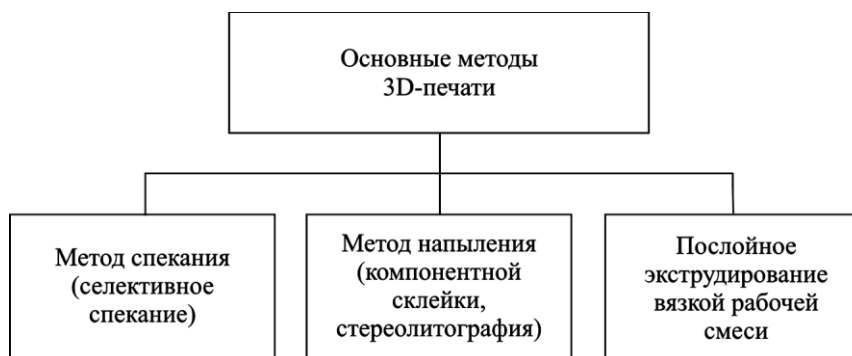 Основные методы
3D-печати
Метод спекания
(селективное
спекание)
Метод напыления
(компонентной
склейки,
стереолитография)
Послойное
экструдирование
вязкой рабочей
смеси